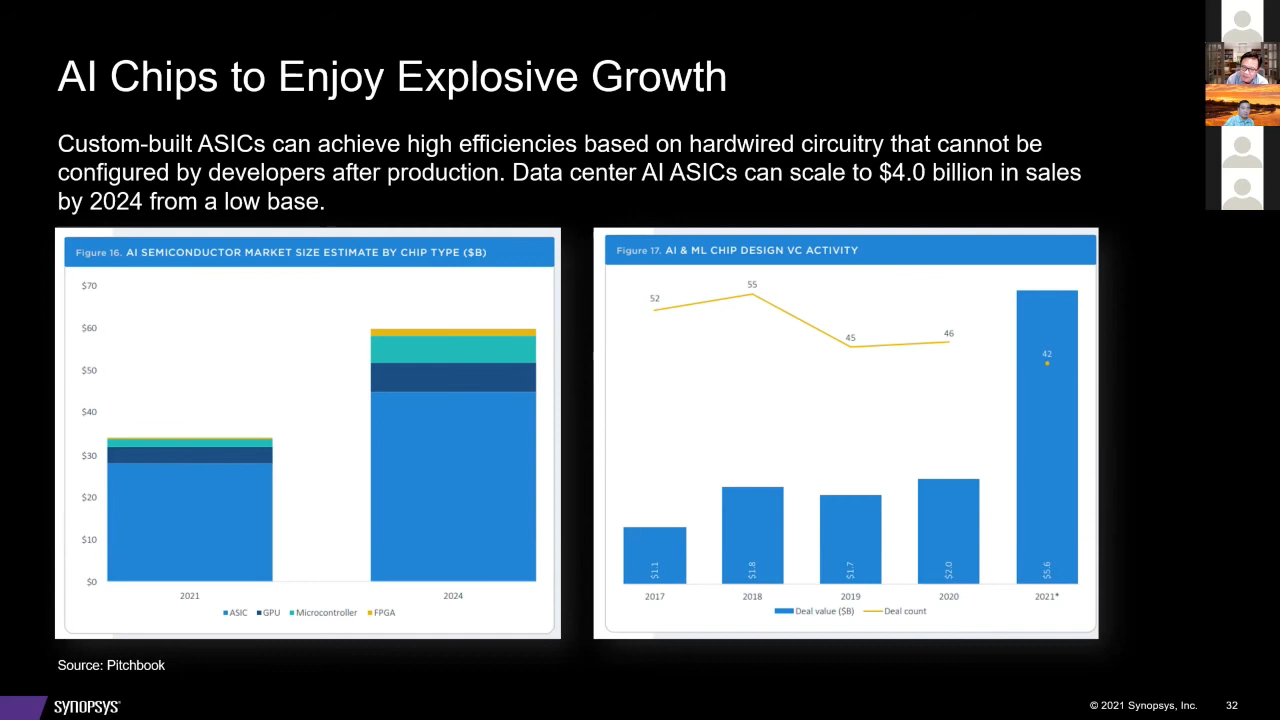 AI Chips to Enjoy Explosive Growth
Custom-built ASICs can achieve high efficiencies based on hardwired circuitry that cannot be
configured by developers after production. Data center AI ASICs can scale to $4.0 billion in sales
by 2024 from a low base.
Figure 16. AI SEMICONDUCTOR MARKET SIZE ESTIMATE BY CHIP TYPE ($B)
$70
$60
$50
$40
$30
$20
$10
$0
2021 2024
ASIC GPU Microcontroller FPGA
Figure 17. AI & ML CHIP DESIGN VC ACTIVITY
52 55 45 46 42
$1.1 $1.8 $1.7 $2.0 $5.6
2017 2018 2019 2020 2021*
Deal value ($B) Deal count
Source: Pitchbook
SYNOPSYS®
© 2021 Synopsys, Inc. 32